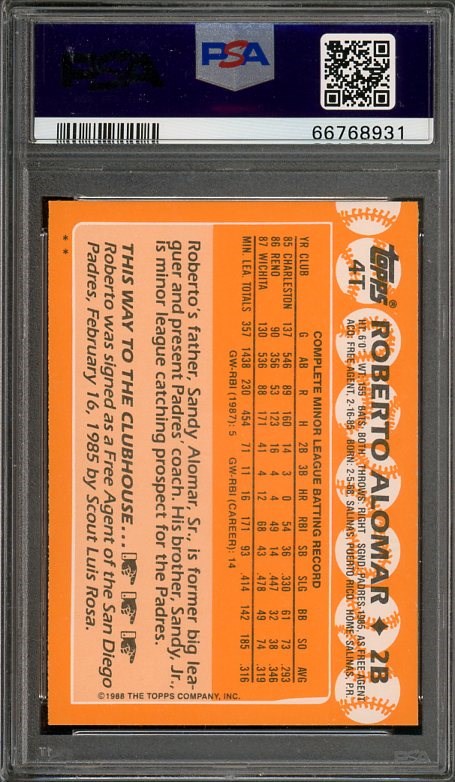 PSA
66768931
TOPPS®
4T
ROBERTO ALOMAR ♦ 2B
HT: 6'0" WT: 155 BATS: BOTH THROWS: RIGHT SGND: PADRES-1985, AS FREE AGENT
ACQ: FREE AGENT, 2-16-85 BORN: 2-5-68, SALINAS, PUERTO RICO HOME: SALINAS, P.R.
COMPLETE MINOR LEAGUE BATTING RECORD
YR CLUB G AB R H 2B 3B HR RBI SB SLG BB SO AVG
85 CHARLESTON 137 546 89 160 14 3 0 54 36 .330 61 73 .293
86 RENO 90 356 53 123 16 4 4 49 14 .447 32 38 .346
87 WICHITA 130 536 88 171 41 4 12 68 43 .478 49 74 .319
MIN. LEA. TOTALS 357 1438 230 454 71 11 16 171 93 .414 142 185 .316
GW-RBI (1987): 5 GW-RBI (CAREER): 14
Roberto's father, Sandy Alomar, Sr., is former big lea-
guer and present Padres' coach. His brother, Sandy Jr.,
is minor league catching prospect for the Padres.
THIS WAY TO THE CLUBHOUSE...
Roberto was signed as a Free Agent of the San Diego
Padres, February 16, 1985 by Scout Luis Rosa.
* *
©1988 THE TOPPS COMPANY, INC.
PSA